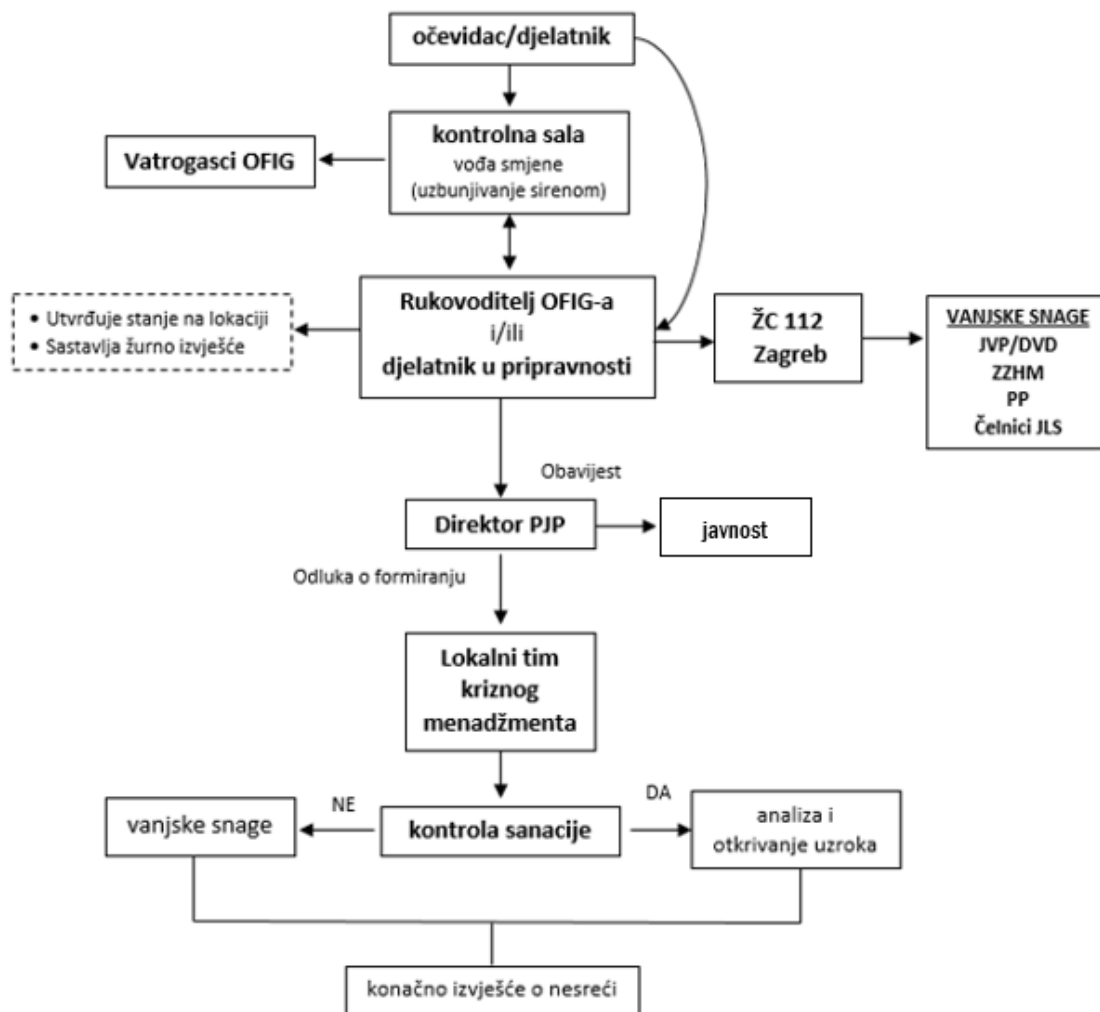 očevidac/djelatnik
kontrolna sala
vođa smjene
(uzbunjivanje sirenom)
Vatrogasci OFIG
Rukovoditelj OFIG-a
i/ili
djelatnik u pripravnosti
• Utvrđuje stanje na lokaciji
• Sastavlja žurno izvješće
ŽC 112
Zagreb
VANJSKE SNAGE
JVP/DVD
ZZHM
PP
Čelnici JLS
Obavijest
Direktor PJP
javnost
Odluka o formiranju
Lokalni tim
kriznog
menadžmenta
NE
DA
vanjske snage
kontrola sanacije
analiza i
otkrivanje uzroka
konačno izvješće o nesreći